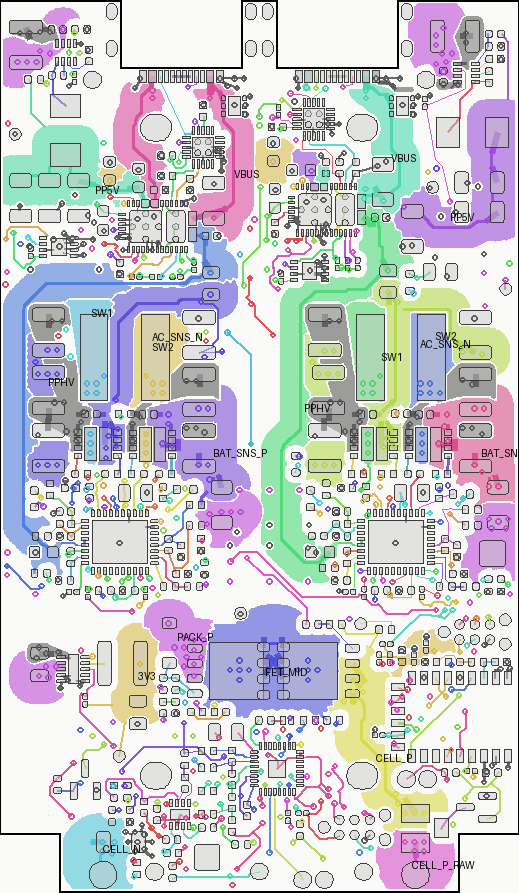 VBUS
VBUS
PP5V
PP5V
SW1
AC_SNS_N
SW2
SW2
AC_SNS_N
SW1
PPHV
PPHV
BAT_SNS_P
BAT_SN
PACK_P
FET_MID
3V3
CELL_P
CELL_N
CELL_P_RAW